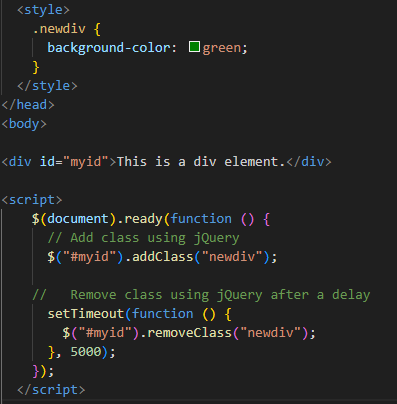 <style>
.newdiv {
background-color: green;
}
</style>
</head>
<body>
<div id="myid">This is a div element.</div>
<script>
$(document).ready(function () {
// Add class using jQuery
$("#myid").addClass("newdiv");
//   Remove class using jQuery after a delay
setTimeout(function () {
$("#myid").removeClass("newdiv");
}, 5000);
});
</script>